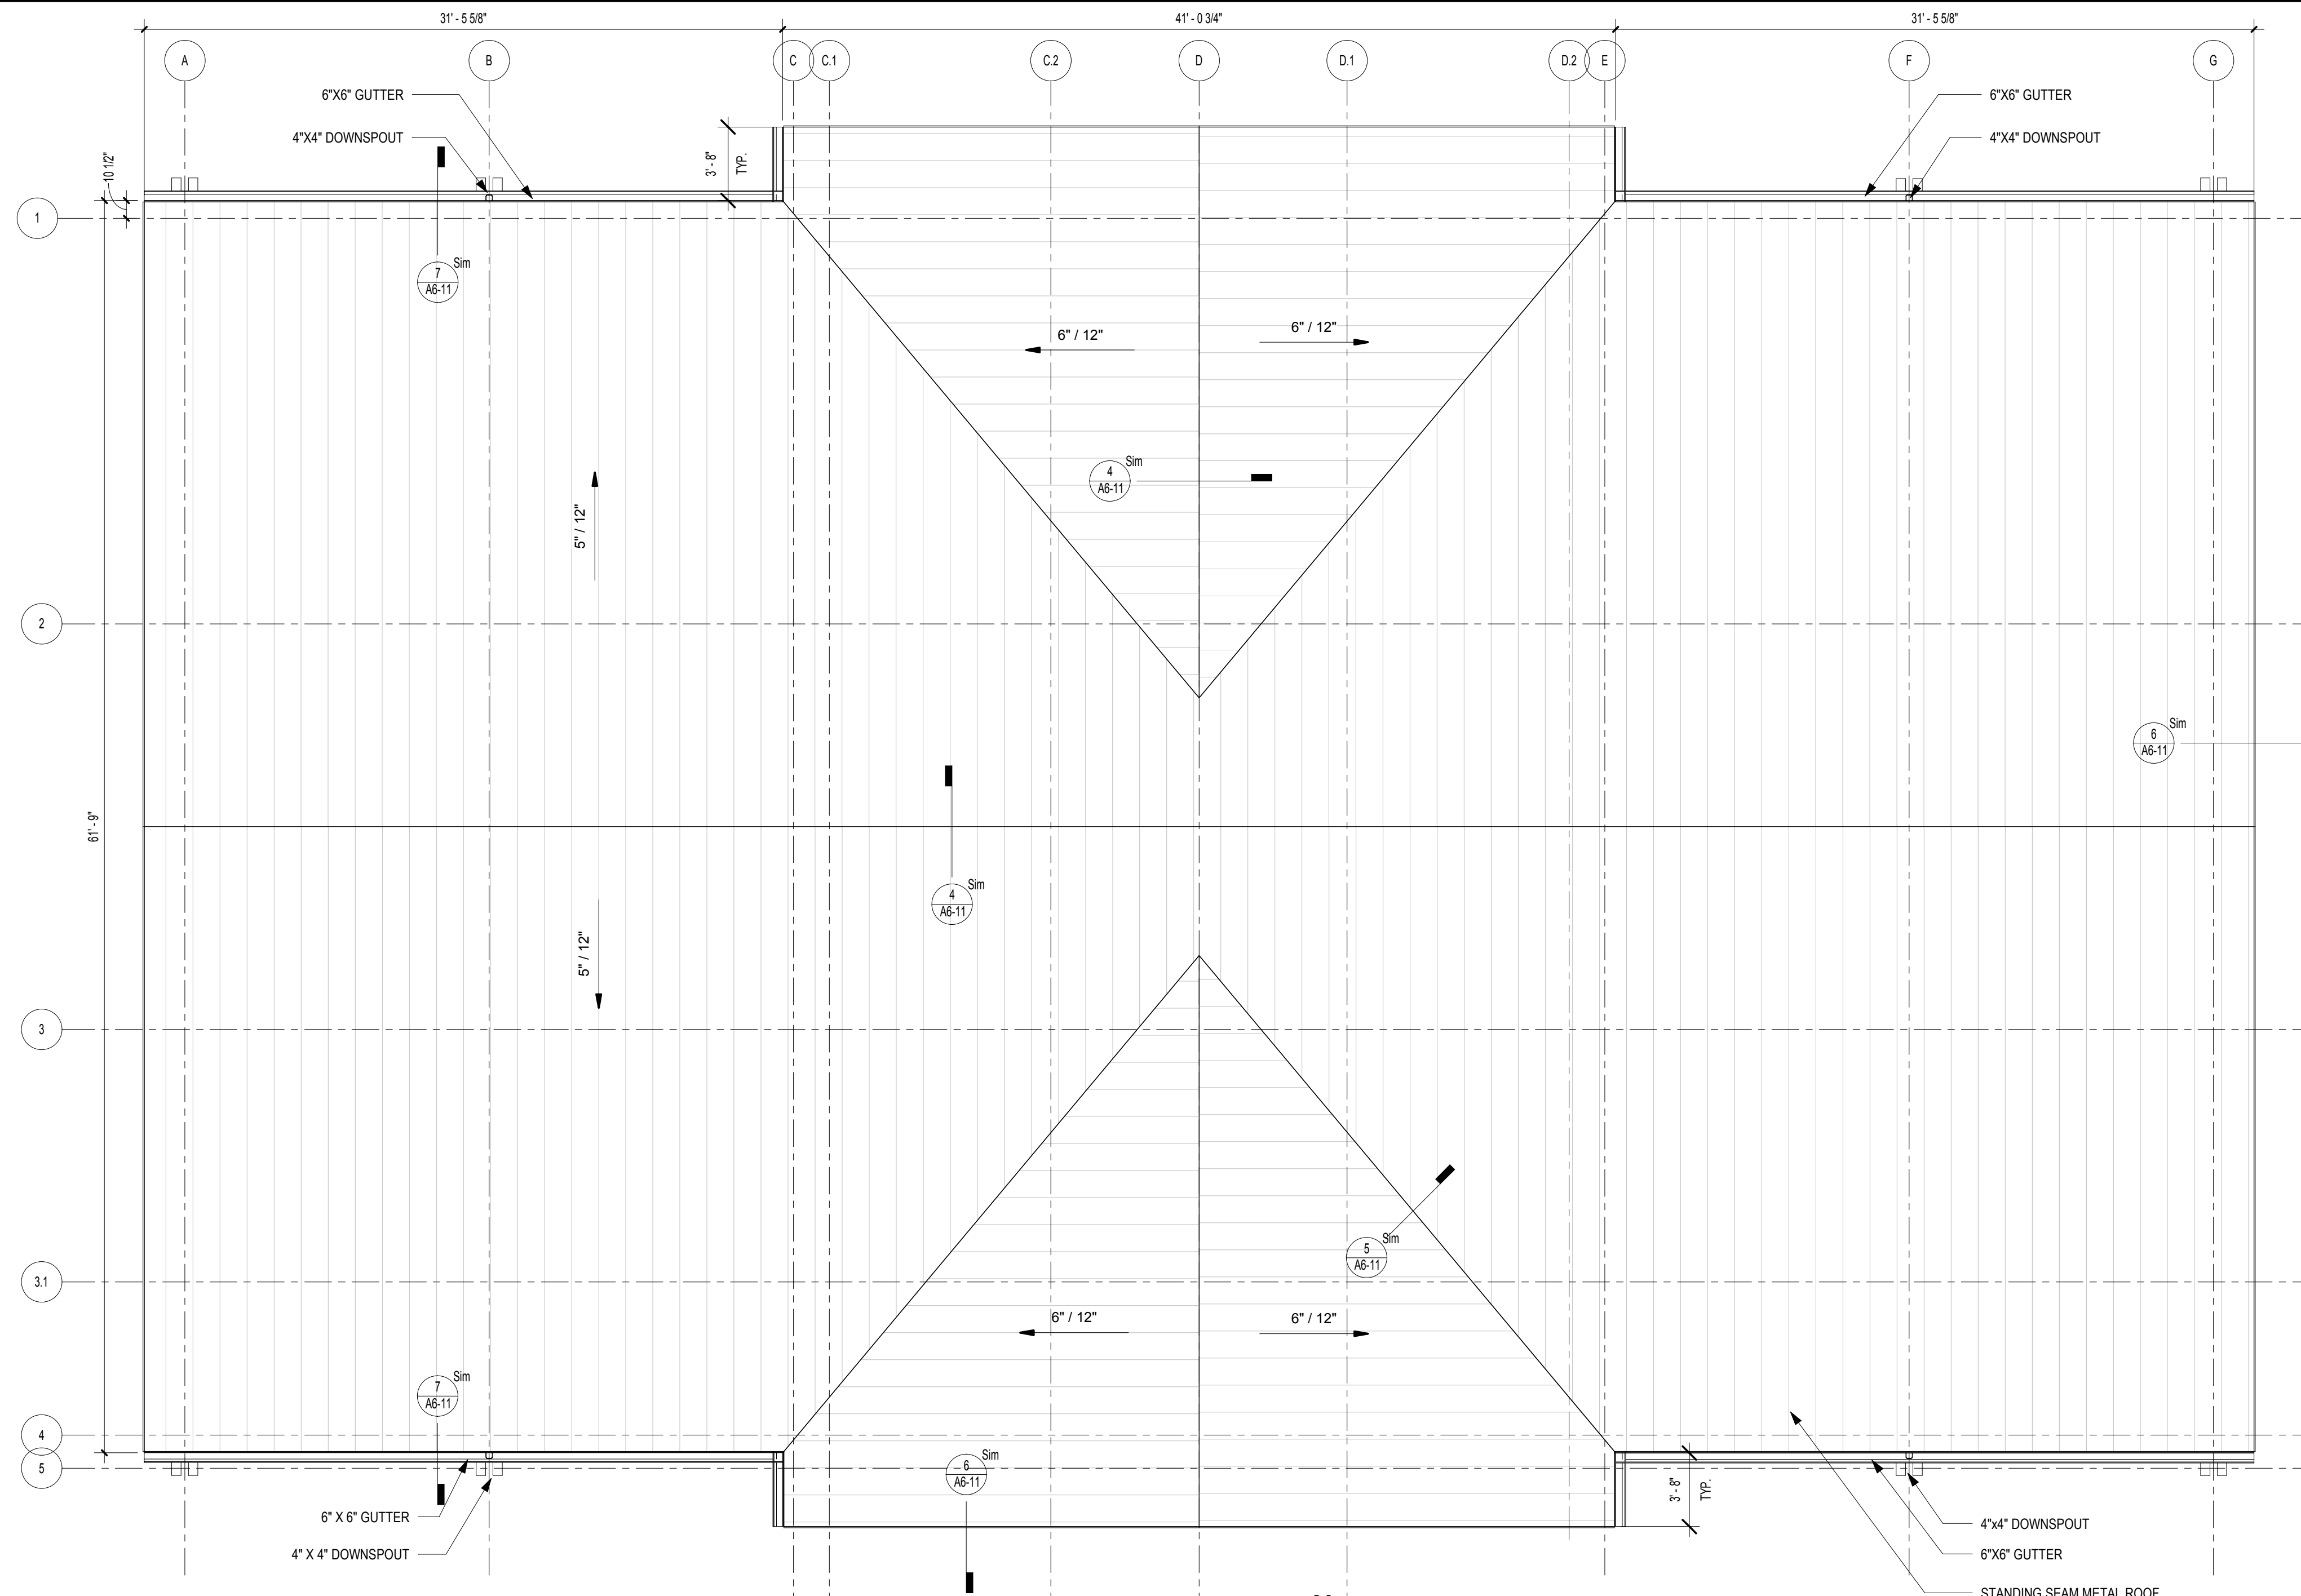 31' - 5 5/8"
41' - 0 3/4"
31' - 5 5/8"
A
B
C
C.1
C.2
D
D.1
D.2
E
F
G
6"X6" GUTTER
4"X4" DOWNSPOUT
6"X6" GUTTER
4"X4" DOWNSPOUT
10 1/2"
3' - 8"
TYP.
1
7
A6-11
Sim
6" / 12"
6" / 12"
4
A6-11
Sim
5" / 12"
2
6
A6-11
Sim
61' - 9"
4
A6-11
Sim
5" / 12"
3
5
A6-11
Sim
3.1
6" / 12"
6" / 12"
7
A6-11
Sim
4
5
6
A6-11
Sim
3' - 8"
TYP.
6" X 6" GUTTER
4" X 4" DOWNSPOUT
4"x4" DOWNSPOUT
6"X6" GUTTER
STANDING SEAM METAL ROOF